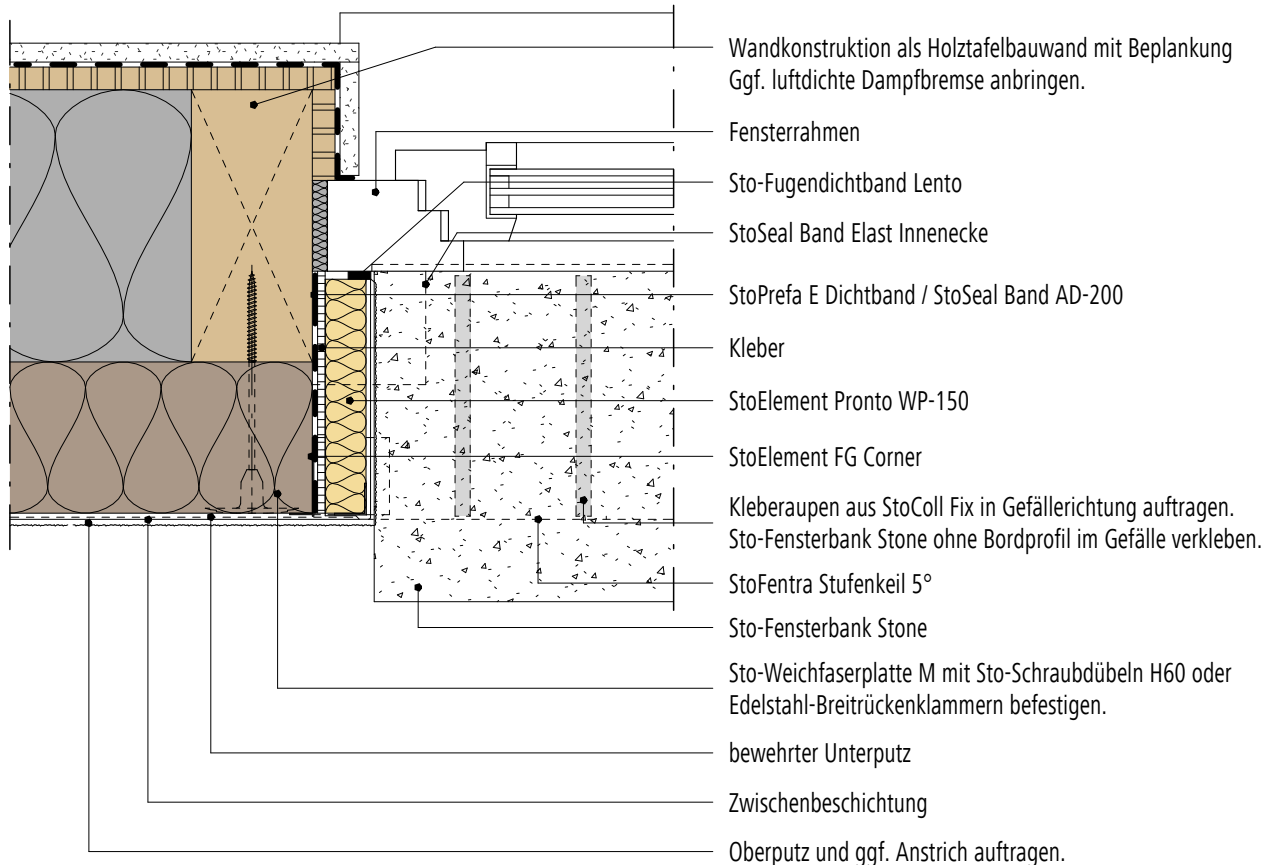 Wandkonstruktion als Holztafelbauwand mit Beplankung
Ggf. luftdichte Dampfbremse anbringen.
Fensterrahmen
Sto-Fugendichtband Lento
StoSeal Band Elast Innenecke
StoPrefa E Dichtband / StoSeal Band AD-200
Kleber
StoElement Pronto WP-150
StoElement FG Corner
Kleberaupen aus StoColl Fix in Gefällerichtung auftragen.
Sto-Fensterbank Stone ohne Bordprofil im Gefälle verkleben.
StoFentra Stufenkeil 5°
Sto-Fensterbank Stone
Sto-Weichfaserplatte M mit Sto-Schraubdübeln H60 oder
Edelstahl-Breitrückenklammern befestigen.
bewehrter Unterputz
Zwischenbeschichtung
Oberputz und ggf. Anstrich auftragen.